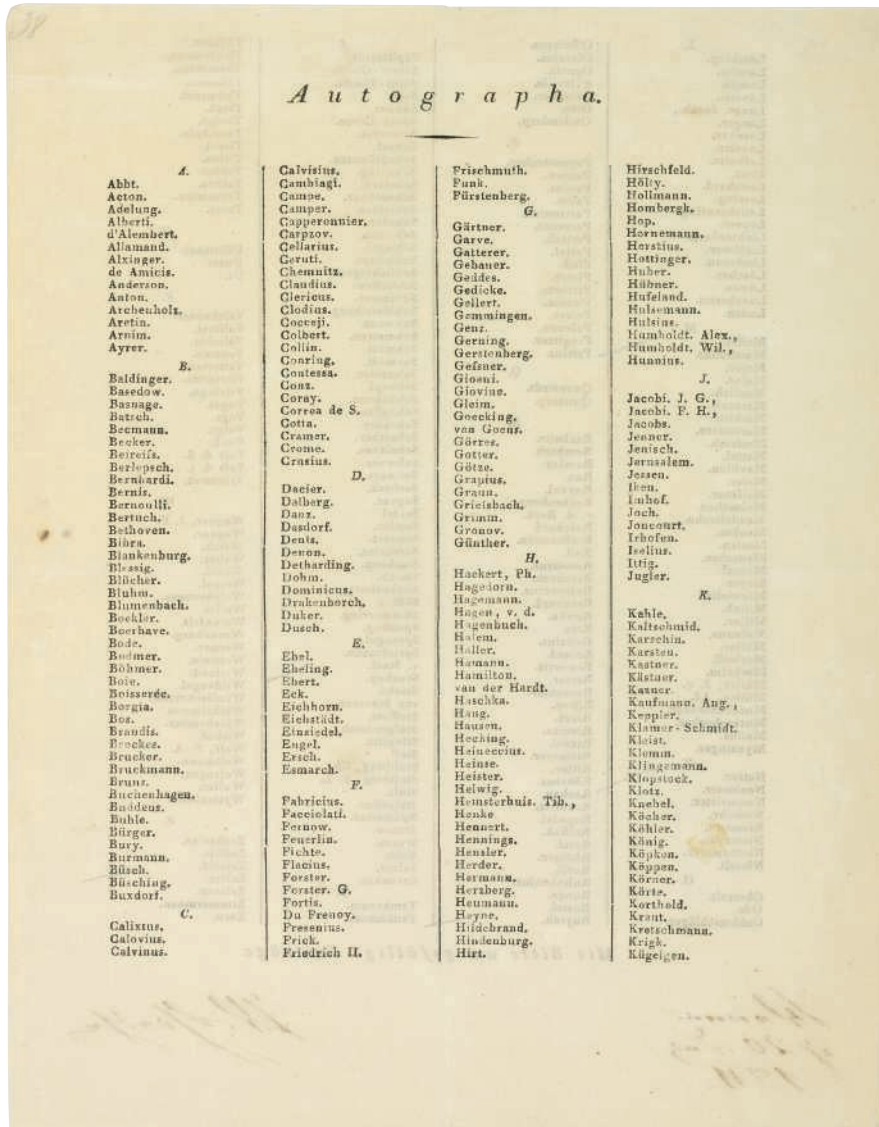 38
Autographa.
A.
Abbt.
Acton.
Adelung.
Alberti.
d'Alembert.
Allamand.
Alxinger.
de Amicis.
Anderson.
Anton.
Archenholz.
Aretin.
Arnim.
Ayrer.
B.
Baldinger.
Basedow.
Basnage.
Batsch.
Becmann.
Becker.
Beireiſs.
Berlepsch.
Bernhardi.
Bernis.
Bernoulli.
Bertuch.
Bethoven.
Bibra.
Blankenburg.
Blessig.
Blücher.
Bluhm.
Blumenbach.
Boekler.
Boerhave.
Bode.
Bodmer.
Böhmer.
Boie.
Boisserée.
Borgia.
Bos.
Brandis.
Brockes.
Brucker.
Bruckmann.
Bruns.
Buchenhagen.
Buddeus.
Buhle.
Bürger.
Bury.
Burmann.
Büsch.
Büsching.
Buxdorf.
C.
Calixtus.
Calovius.
Calvinus.
Calvisius.
Cambiagi.
Campe.
Camper.
Capperonnier.
Carpzov.
Cellarius.
Ceruti.
Chemnitz.
Claudius.
Clericus.
Clodius.
Cocceji.
Colbert.
Collin.
Conring.
Contessa.
Conz.
Coray.
Correa de S.
Cotta.
Cramer.
Crome.
Crusius.
D.
Dacier.
Dalberg.
Danz.
Dasdorf.
Denis.
Denon.
Detharding.
Dohm.
Dominicus.
Drakenborch.
Duker.
Dusch.
E.
Ebel.
Ebeling.
Ebert.
Eck.
Eichhorn.
Eichstädt.
Einsiedel.
Engel.
Ersch.
Esmarch.
F.
Fabricius.
Facciolati.
Fernow.
Feuerlin.
Fichte.
Flacius.
Forster.
Forster. G.
Fortis.
Du Fresnoy.
Fresenius.
Frick.
Friedrich II.
Frischmuth.
Funk.
Fürstenberg.
G.
Gärtner.
Garve.
Gatterer.
Gebauer.
Geddes.
Gedicke.
Gellert.
Gemmingen.
Genz.
Gerning.
Gerstenberg.
Geſsner.
Gioeni.
Giovine.
Gleim.
Goecking.
van Goens.
Görres.
Gotter.
Götze.
Grapius.
Graun.
Grieisbach.
Grimm.
Gronov.
Günther.
H.
Hackert, Ph.
Hagedorn.
Hagemann.
Hagen, v. d.
Hagenbuch.
Halem.
Haller.
Hamann.
Hamilton.
van der Hardt.
Haschka.
Haug.
Hausen.
Hecking.
Heineccius.
Heinse.
Heister.
Helwig.
Hemsterhuis. Tib.,
Henke
Hennert.
Hennings.
Hensler.
Herder.
Hermann.
Herzberg.
Heumann.
Heyne.
Hildebrand.
Hindenburg.
Hirt.
Hirschfeld.
Hölty.
Hollmann.
Hombergk.
Hop.
Hornemann.
Horstius.
Hottinger.
Huber.
Hübner.
Hufeland.
Hulsemann.
Hulsius.
Humboldt. Alex.,
Humboldt. Wil.,
Hunnius.
J.
Jacobi. J. G.,
Jacobi. F. H.,
Jacobs.
Jenner.
Jenisch.
Jerusalem.
Jessen.
Iken.
Imhof.
Joch.
Joncourt.
Irhofen.
Iselius.
Ittig.
Jugler.
K.
Kahle.
Kaltschmid.
Karschin.
Karsten.
Kastner.
Kästner.
Kazner
Kaufmann. Ang.,
Keppler.
Klamer-Schmidt.
Kleist.
Klemm.
Klingemann.
Klopstock.
Klotz.
Knebel.
Köcher.
Köhler.
König.
Köpken.
Köppen.
Körner.
Körte.
Korthold.
Kraut.
Kretschmann.
Krigk.
Kügelgen.